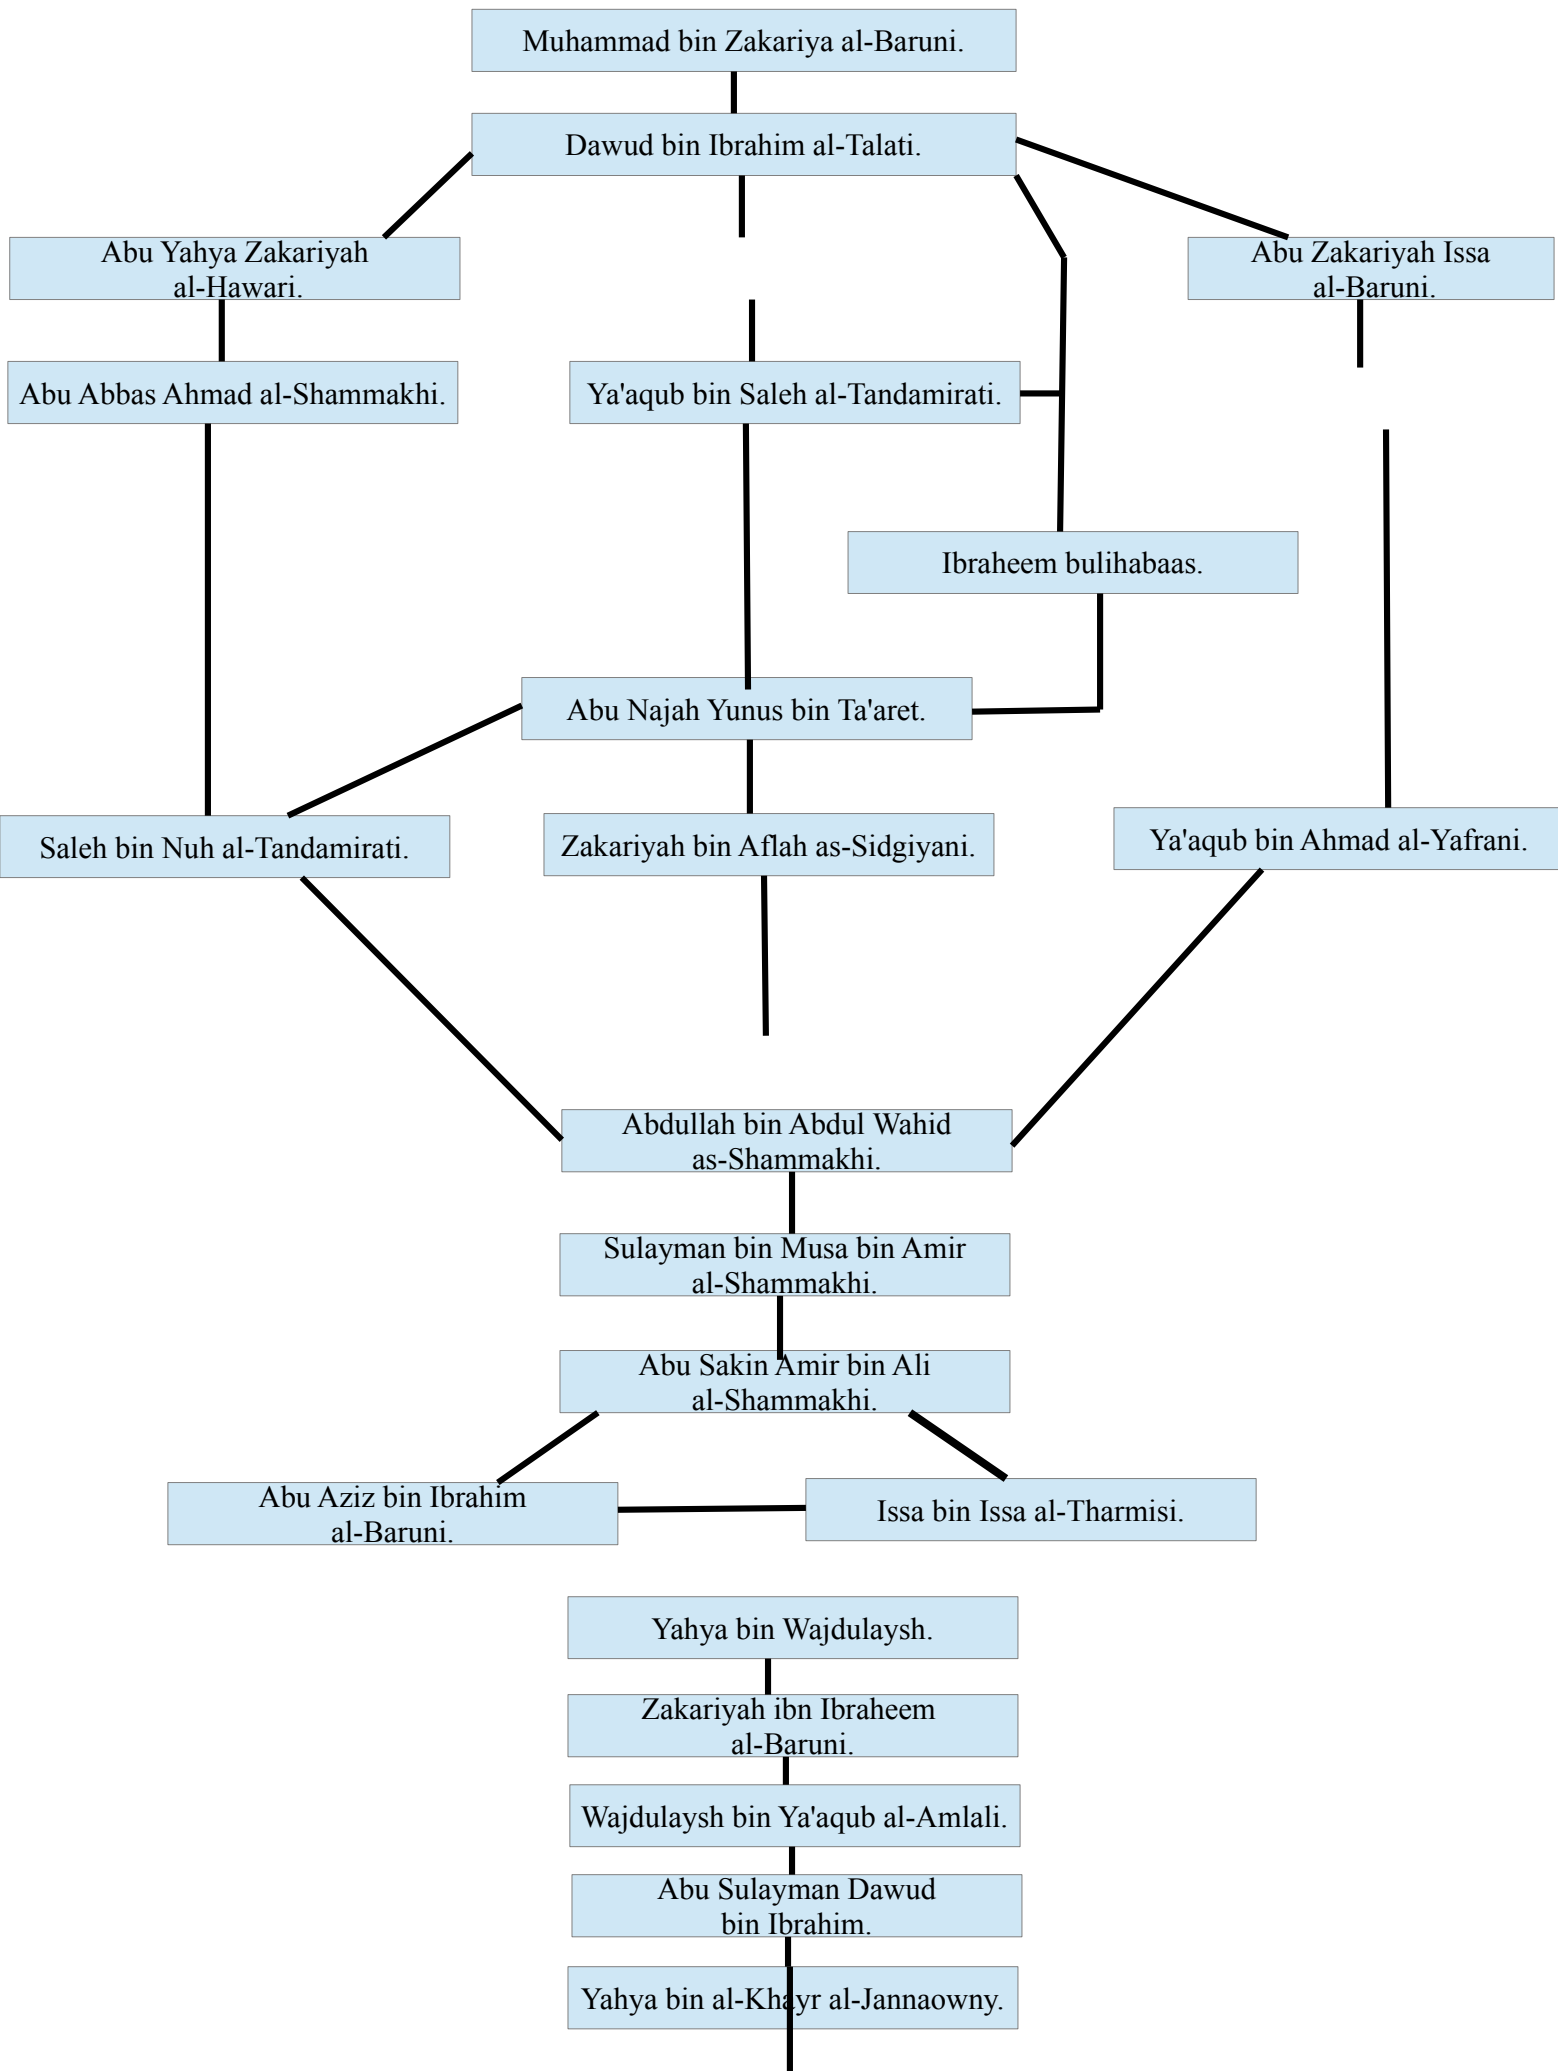 Muhammad bin Zakariya al-Baruni.
Dawud bin Ibrahim al-Talati.
Abu Yahya Zakariyah
al-Hawari.
Abu Zakariyah Issa
al-Baruni.
Abu Abbas Ahmad al-Shammakhi.
Ya'aqub bin Saleh al-Tandamirati.
Ibraheem bulihabaas.
Abu Najah Yunus bin Ta'aret.
Saleh bin Nuh al-Tandamirati.
Zakariyah bin Aflah as-Sidgiyani.
Ya'aqub bin Ahmad al-Yafrani.
Abdullah bin Abdul Wahid
as-Shammakhi.
Sulayman bin Musa bin Amir
al-Shammakhi.
Abu Sakin Amir bin Ali
al-Shammakhi.
Abu Aziz bin Ibrahim
al-Baruni.
Issa bin Issa al-Tharmisi.
Yahya bin Wajdulaysh.
Zakariyah ibn Ibraheem
al-Baruni.
Wajdulaysh bin Ya'aqub al-Amlali.
Abu Sulayman Dawud
bin Ibrahim.
Yahya bin al-Khayr al-Jannaowny.